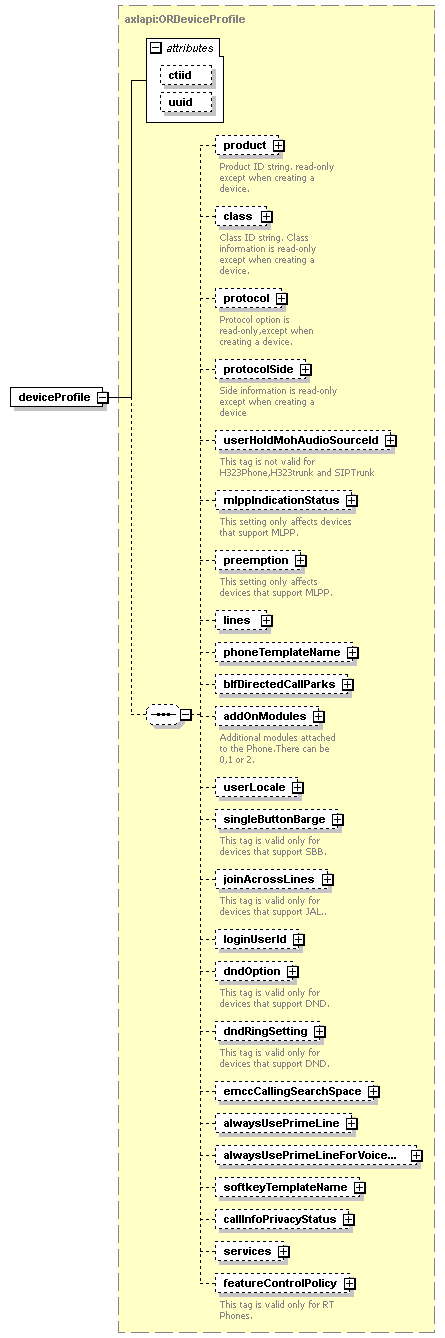 axlapi:ORDeviceProfile
attributes
ctiid
uuid
product
Product ID string. read-only
except when creating a
device.
class
Class ID string. Class
information is read-only
except when creating a
device.
protocol
Protocol option is
read-only,except when
creating a device.
protocolSide
Side information is read-only
except when creating a
device
deviceProfile
userHoldMohAudioSourceId
This tag is not valid for
H323Phone,H323trunk and SIPTrunk
mlppIndicationStatus
This setting only affects devices
that support MLPP.
preemption
This setting only affects
devices that support MLPP.
lines
phoneTemplateName
blfDirectedCallParks
addOnModules
Additional modules attached
to the Phone.There can be
0,1 or 2.
userLocale
singleButtonBarge
This tag is valid only for
devices that support SBB.
joinAcrossLines
This tag is valid only for
devices that support JAL..
loginUserId
dndOption
This tag is valid only for
devices that support DND.
dndRingSetting
This tag is valid only for
devices that support DND.
emccCallingSearchSpace
alwaysUsePrimeLine
alwaysUsePrimeLineForVoice...
softkeyTemplateName
callInfoPrivacyStatus
services
featureControlPolicy
This tag is valid only for RT
Phones.